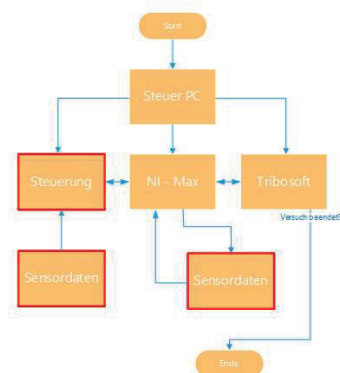 Start
Steuer PC
Steuerung
NI - Max
Tribosoft
Versuch beendet?
Sensordaten
Sensordaten
Ende